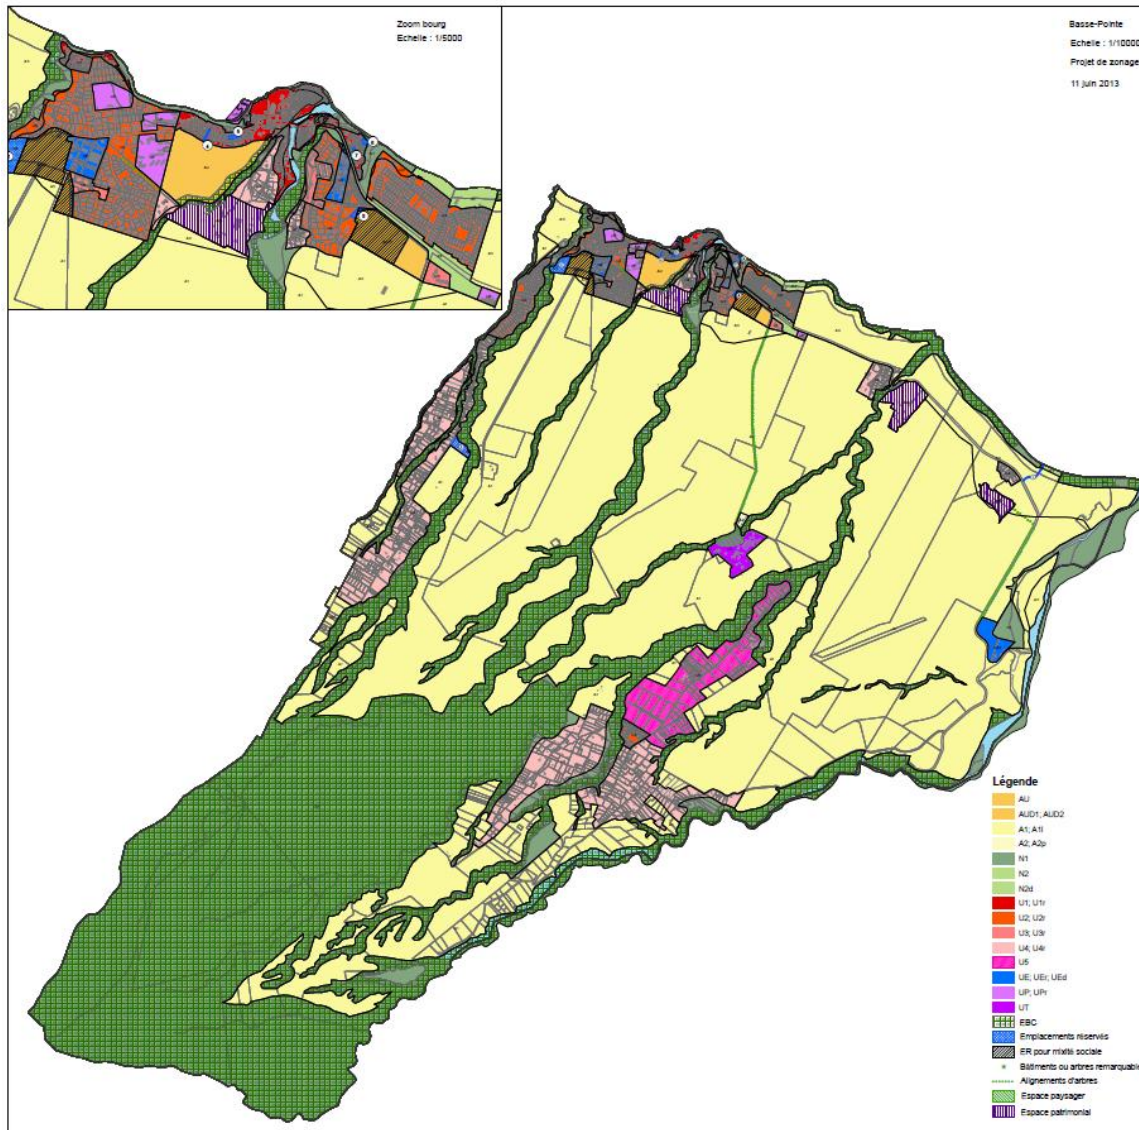 Zoom bourg
Echelle : 1/5000
Basse-Pointe
Echelle : 1/10000
Projet de zonage
11 juin 2013
Légende
AU
AUD1; AUD2
A1; A1l
A2; A2p
N1
N2
N2d
U1; U1r
U2; U2r
U3; U3r
U4; U4r
U5
UE; UEr; UEd
UP; UPr
UT
EBC
Emplacements réservés
ER pour mixité sociale
Bâtiments ou arbres remarquable
Alignements d'arbres
Espace paysager
Espace patrimonial